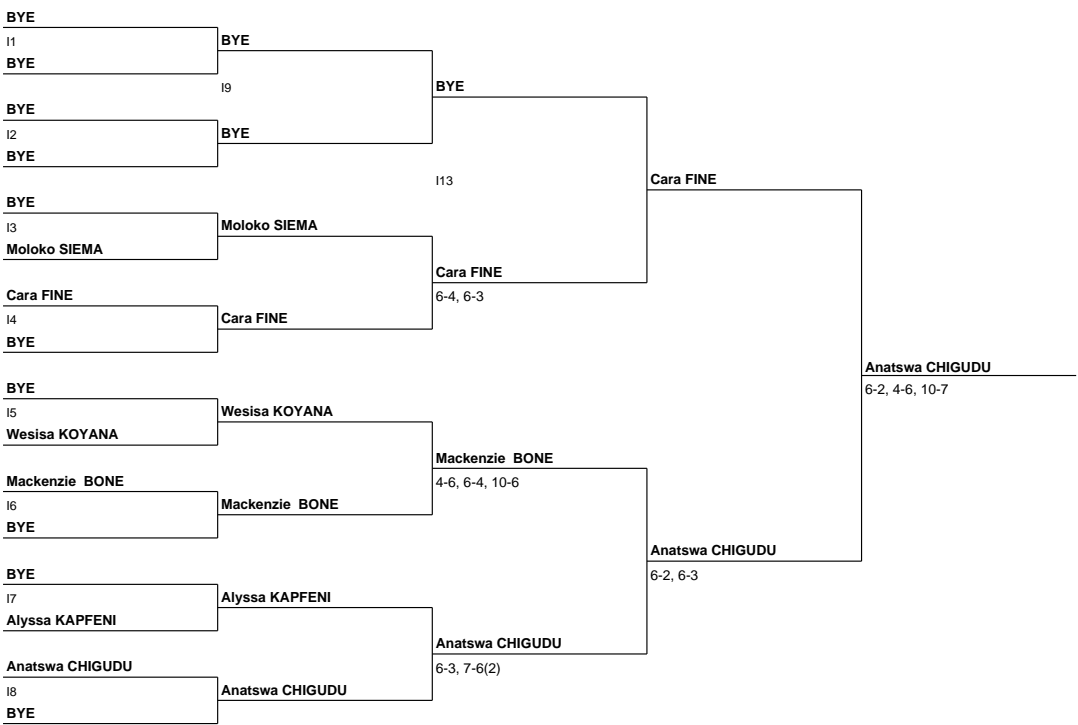 BYE
I1
BYE
BYE
I9
BYE
BYE
I2
BYE
BYE
I13
Cara FINE
BYE
I3
Moloko SIEMA
Moloko SIEMA
Cara FINE
6-4, 6-3
Cara FINE
I4
Cara FINE
BYE
Anatswa CHIGUDU
6-2, 4-6, 10-7
BYE
I5
Wesisa KOYANA
Wesisa KOYANA
Mackenzie BONE
4-6, 6-4, 10-6
Mackenzie BONE
I6
Mackenzie BONE
BYE
Anatswa CHIGUDU
6-2, 6-3
BYE
I7
Alyssa KAPFENI
Alyssa KAPFENI
Anatswa CHIGUDU
6-3, 7-6(2)
Anatswa CHIGUDU
I8
Anatswa CHIGUDU
BYE